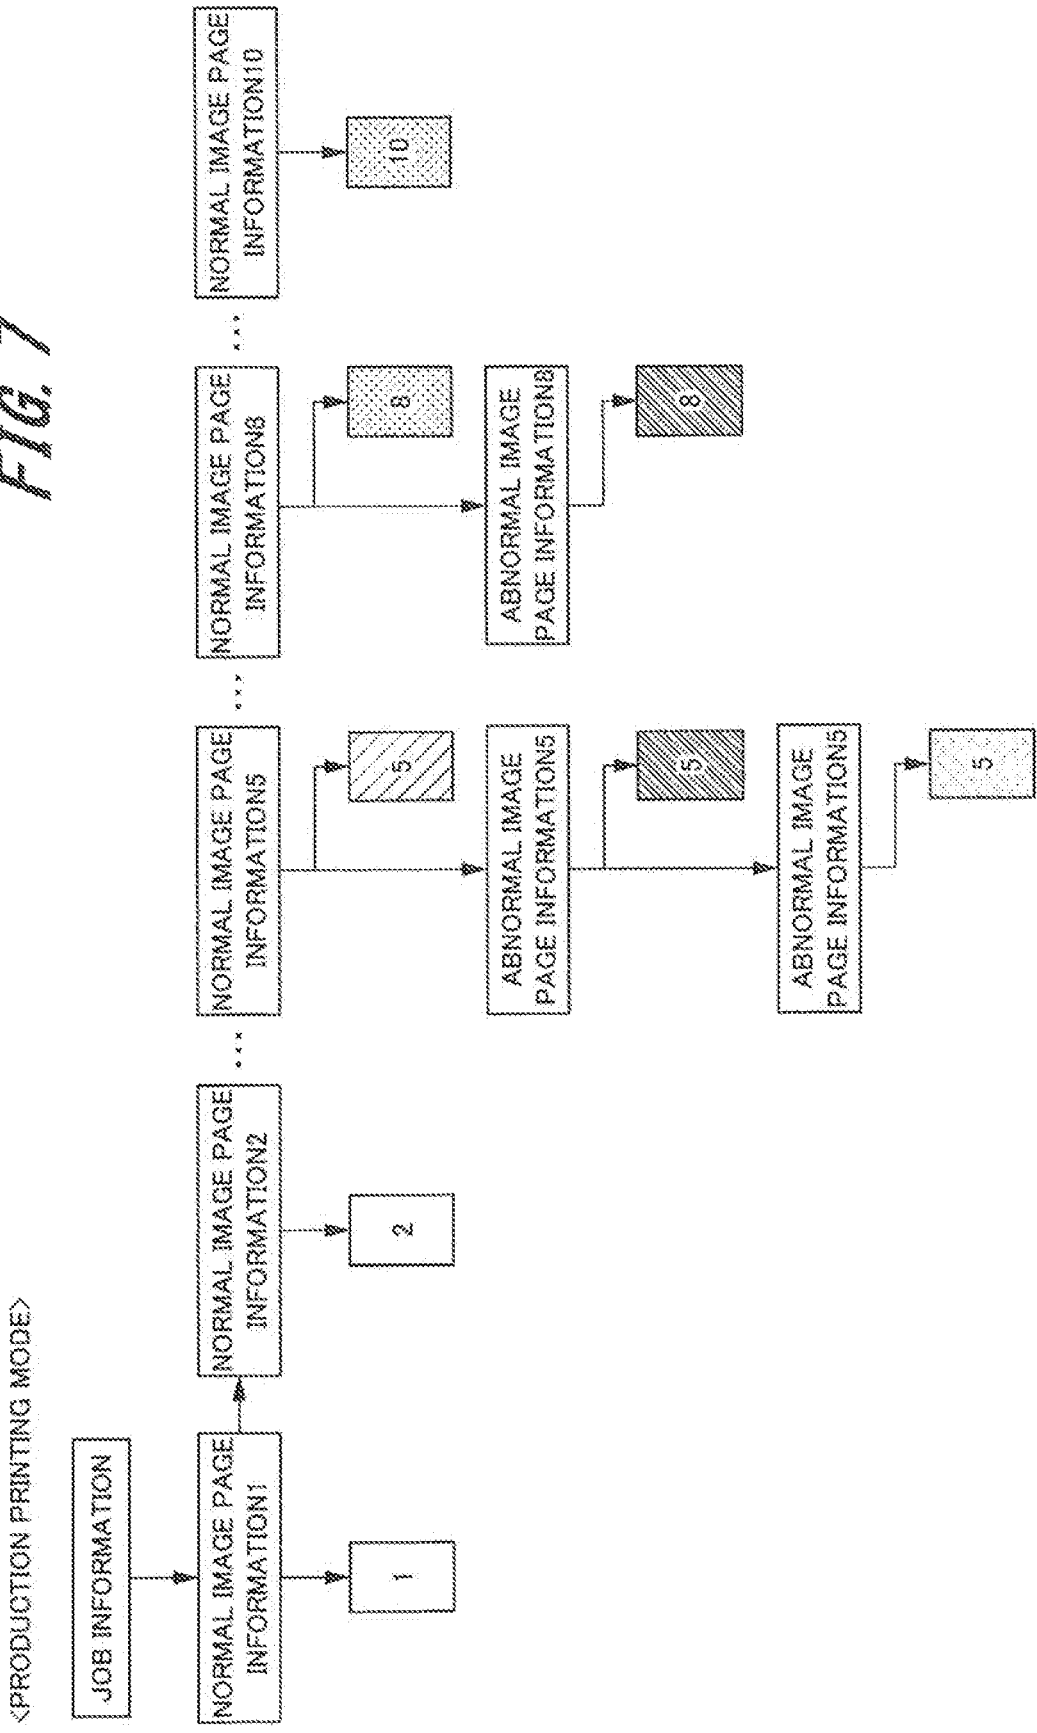 FIG. 7
<PRODUCTION PRINTING MODE>
JOB INFORMATION
NORMAL IMAGE PAGE
INFORMATION1
1
NORMAL IMAGE PAGE
INFORMATION2
2
...
NORMAL IMAGE PAGE
INFORMATION5
5
ABNORMAL IMAGE
PAGE INFORMATION5
5
ABNORMAL IMAGE
PAGE INFORMATION5
5
...
NORMAL IMAGE PAGE
INFORMATION8
8
ABNORMAL IMAGE
PAGE INFORMATION8
8
...
NORMAL IMAGE PAGE
INFORMATION10
10